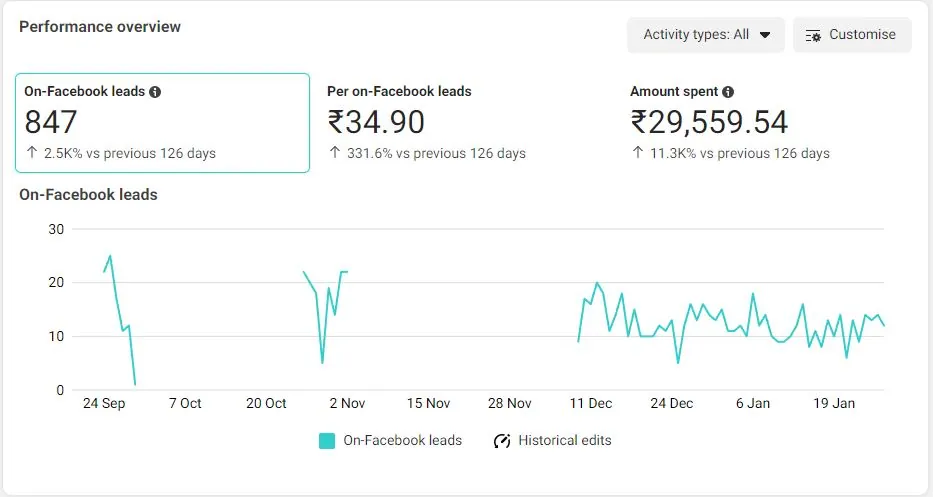 Performance overview
Activity types: All
Customise
On-Facebook leads
847
↑ 2.5K% vs previous 126 days
Per on-Facebook leads
₹34.90
↑ 331.6% vs previous 126 days
Amount spent
₹29,559.54
↑ 11.3K% vs previous 126 days
On-Facebook leads
30
20
10
0
24 Sep 7 Oct 20 Oct 2 Nov 15 Nov 28 Nov 11 Dec 24 Dec 6 Jan 19 Jan
On-Facebook leads Historical edits